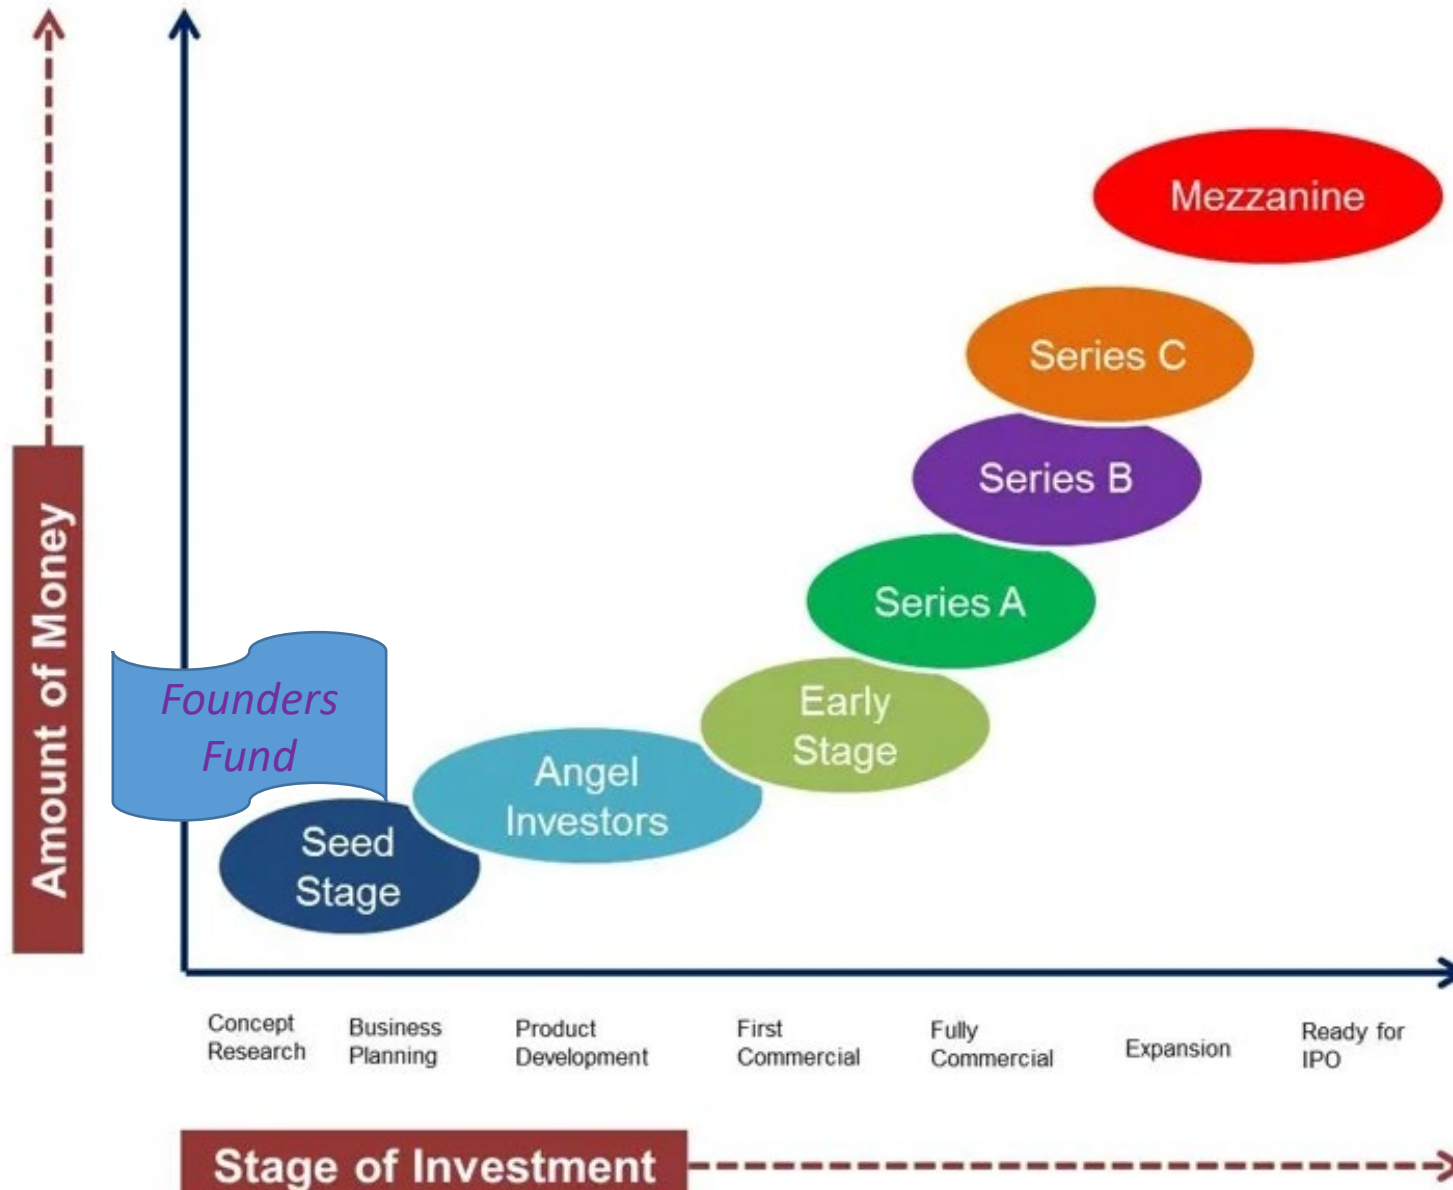 Amount of Money
Mezzanine
Series C
Series B
Series A
Early
Stage
Founders
Fund
Angel
Investors
Seed
Stage
Concept
Research
Business
Planning
Product
Development
First
Commercial
Fully
Commercial
Expansion
Ready for
IPO
Stage of Investment